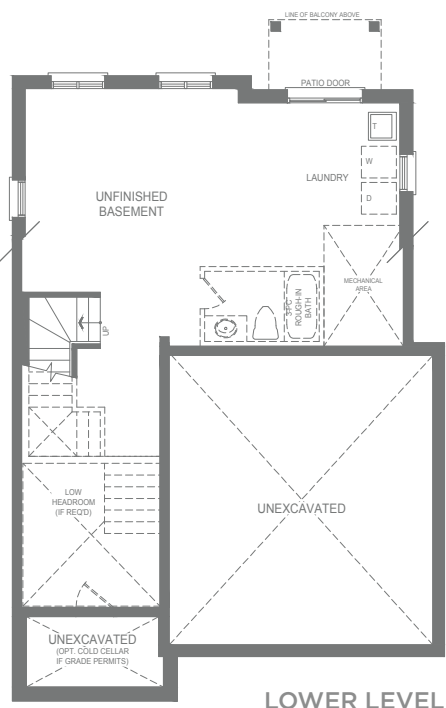 LINE OF BALCONY ABOVE
PATIO DOOR
T
W
LAUNDRY
D
UNFINISHED
BASEMENT
MECHANICAL
AREA
3-PC
ROUGH-IN
BATH
UP
LOW
HEADROOM
(IF REQ'D)
UNEXCAVATED
UNEXCAVATED
(OPT. COLD CELLAR
IF GRADE PERMITS)
LOWER LEVEL